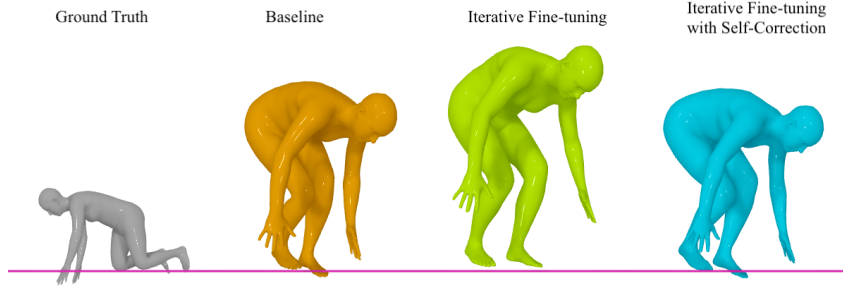 Ground Truth
Baseline
Iterative Fine-tuning
Iterative Fine-tuning
with Self-Correction